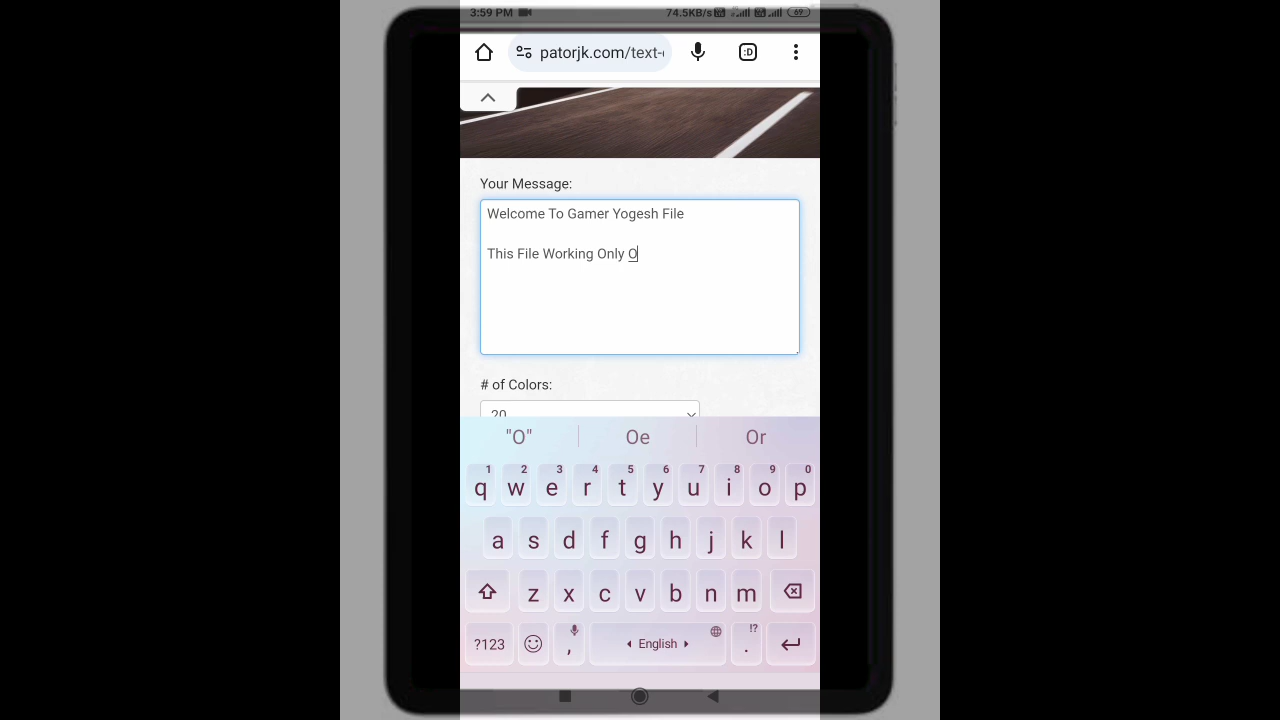 3:59 PM 74.5KB/s 69
patorjk.com/text-
:D
Your Message:
Welcome To Gamer Yogesh File
This File Working Only O
# of Colors:
20
"O" Oe Or
1 2 3 4 5 6 7 8 9 0
q w e r t y u i o p
a s d f g h j k l
z x c v b n m
!?
?123 , English .